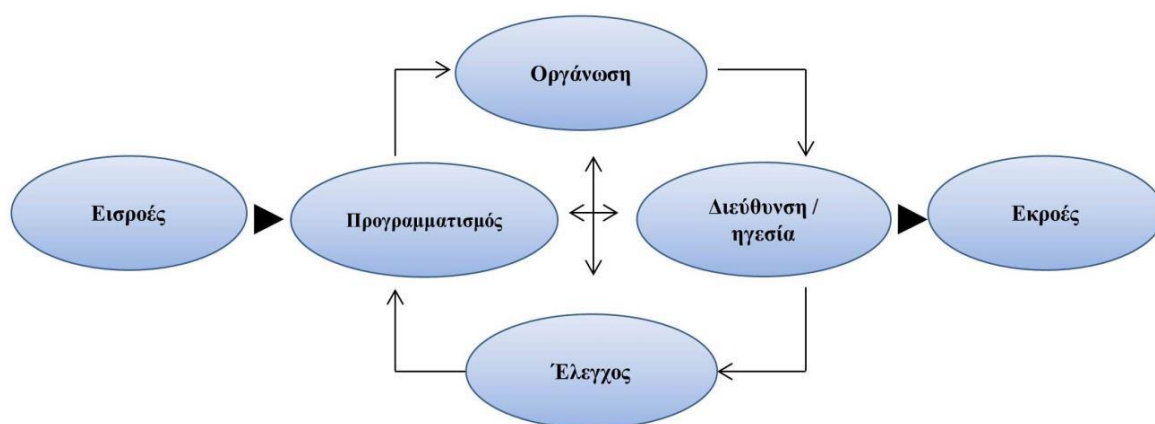 Οργάνωση
Εισροές
Προγραμματισμός
Διεύθυνση /
ηγεσία
Εκροές
Έλεγχος